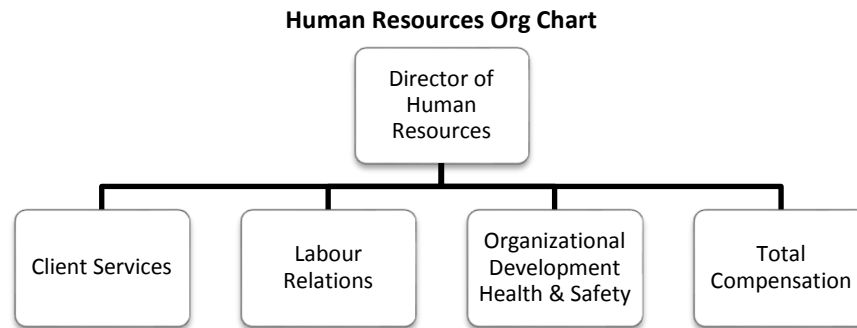 Human Resources Org Chart
Director of
Human
Resources
Client Services
Labour
Relations
Organizational
Development
Health & Safety
Total
Compensation